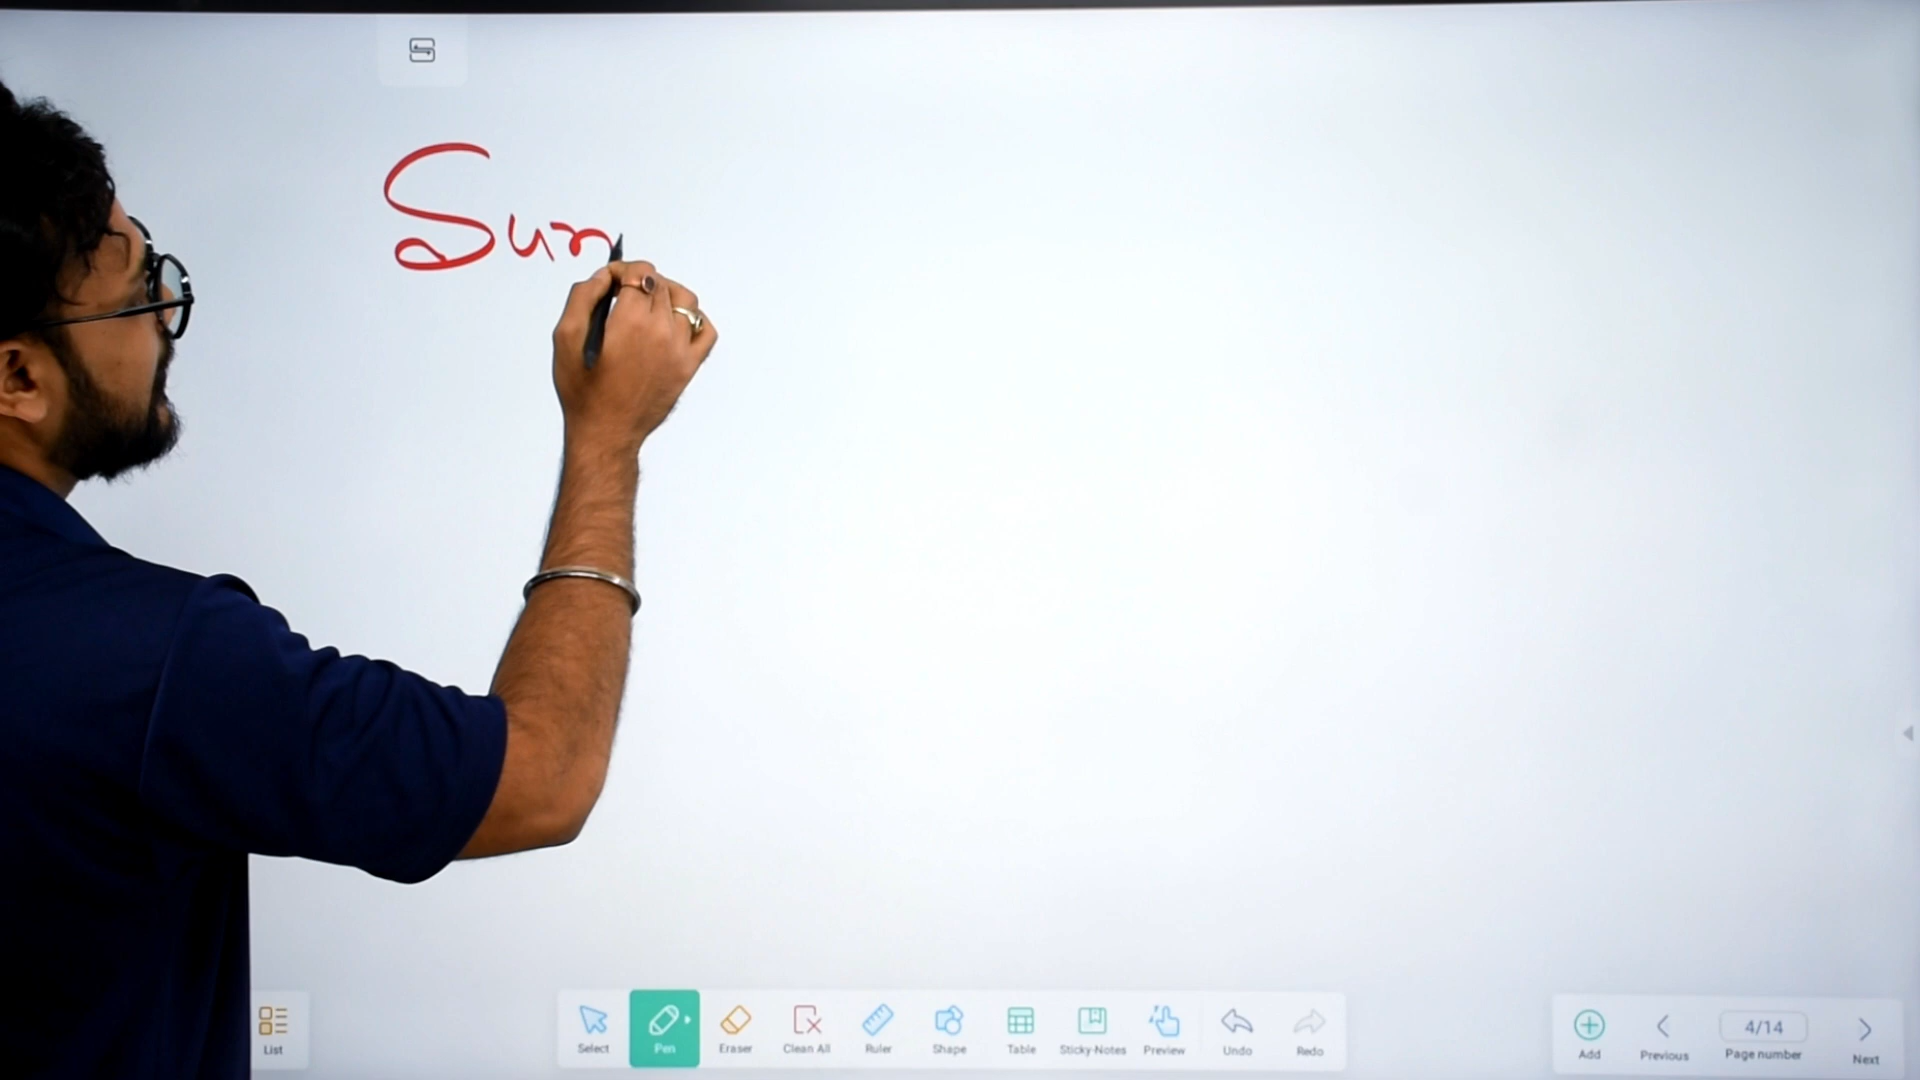 Sun
List
Select Pen Eraser Clean All Ruler Shape Table Sticky-Notes Preview Undo Redo
Add Previous 4/14 Page number Next